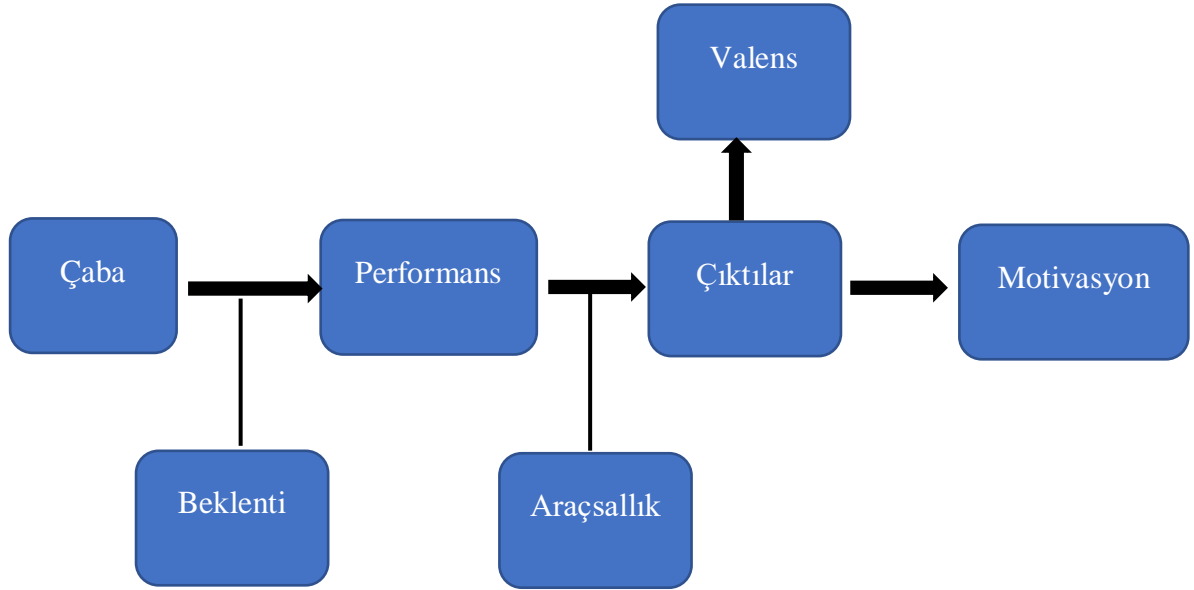 Valens
Çaba
Performans
Çıktılar
Motivasyon
Beklenti
Araçsallık